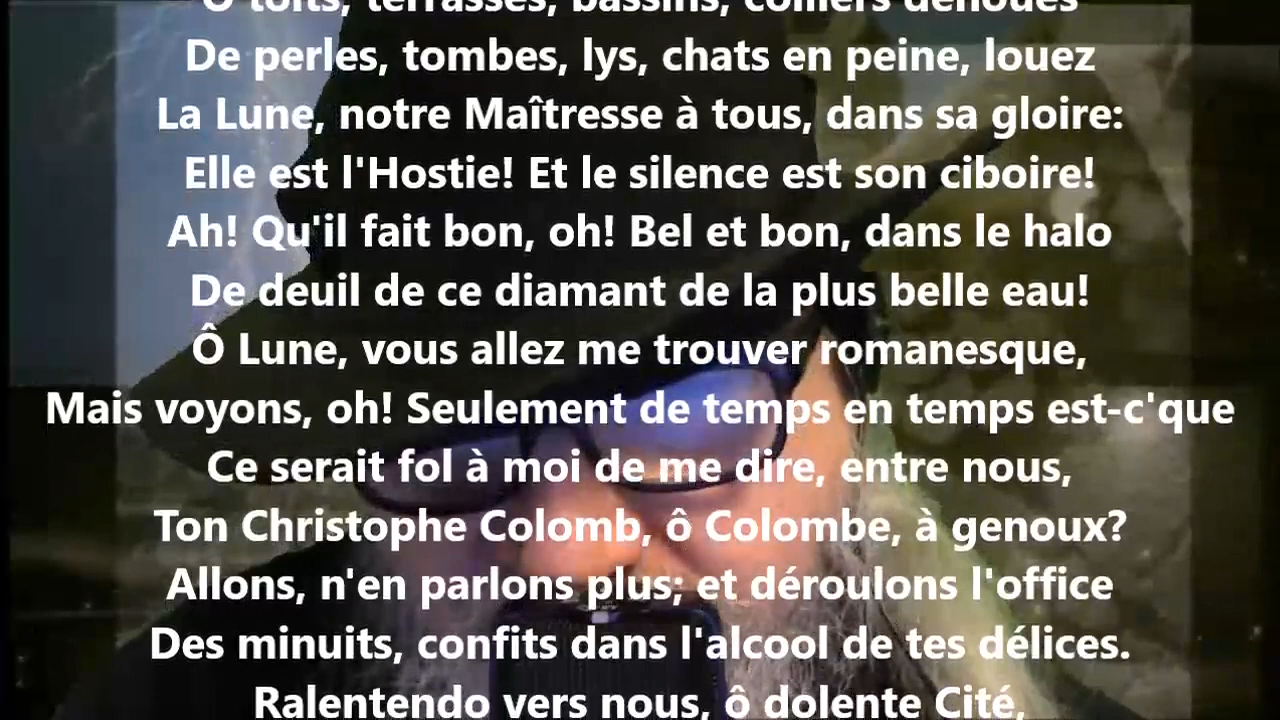 Ô toits, terrasses, bassins, colliers dénoués
De perles, tombes, lys, chats en peine, louez
La Lune, notre Maîtresse à tous, dans sa gloire:
Elle est l'Hostie! Et le silence est son ciboire!
Ah! Qu'il fait bon, oh! Bel et bon, dans le halo
De deuil de ce diamant de la plus belle eau!
Ô Lune, vous allez me trouver romanesque,
Mais voyons, oh! Seulement de temps en temps est-c'que
Ce serait fol à moi de me dire, entre nous,
Ton Christophe Colomb, ô Colombe, à genoux?
Allons, n'en parlons plus; et déroulons l'office
Des minuits, confits dans l'alcool de tes délices.
Ralentendo vers nous, ô dolente Cité,